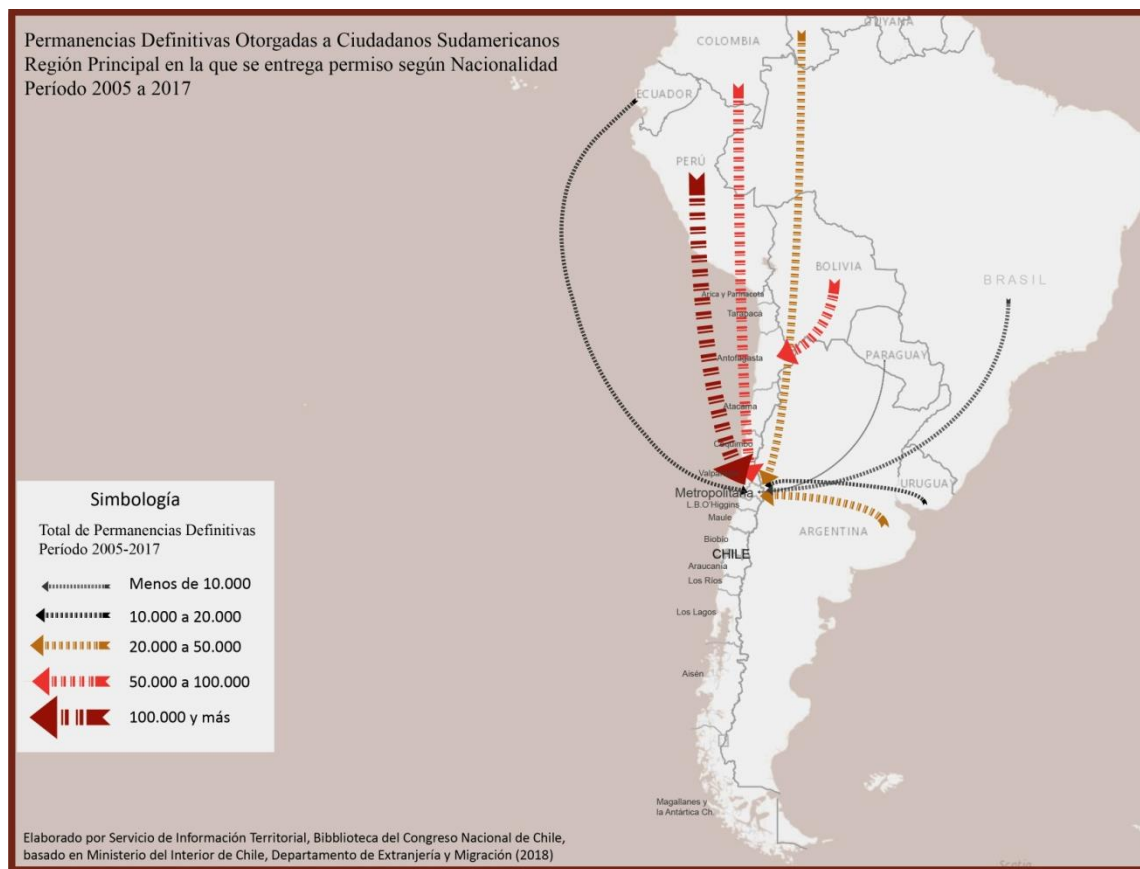 Permanencias Definitivas Otorgadas a Ciudadanos Sudamericanos
Región Principal en la que se entrega permiso según Nacionalidad
Período 2005 a 2017
GUYANA
COLOMBIA
ECUADOR
PERÚ
BOLIVIA
BRASIL
Arica y Parinacota
Tarapacá
Antofagasta
PARAGUAY
Atacama
Coquimbo
Valparaíso
Metropolitana
URUGUA
L.B.O'Higgins
Maule
ARGENTINA
Biobío
CHILE
Araucanía
Los Ríos
Los Lagos
Aisén
Magallanes y
la Antártica Ch.
Simbología
Total de Permanencias Definitivas
Período 2005-2017
Menos de 10.000
10.000 a 20.000
20.000 a 50.000
50.000 a 100.000
100.000 y más
Elaborado por Servicio de Información Territorial, Bibblioteca del Congreso Nacional de Chile,
basado en Ministerio del Interior de Chile, Departamento de Extranjería y Migración (2018)